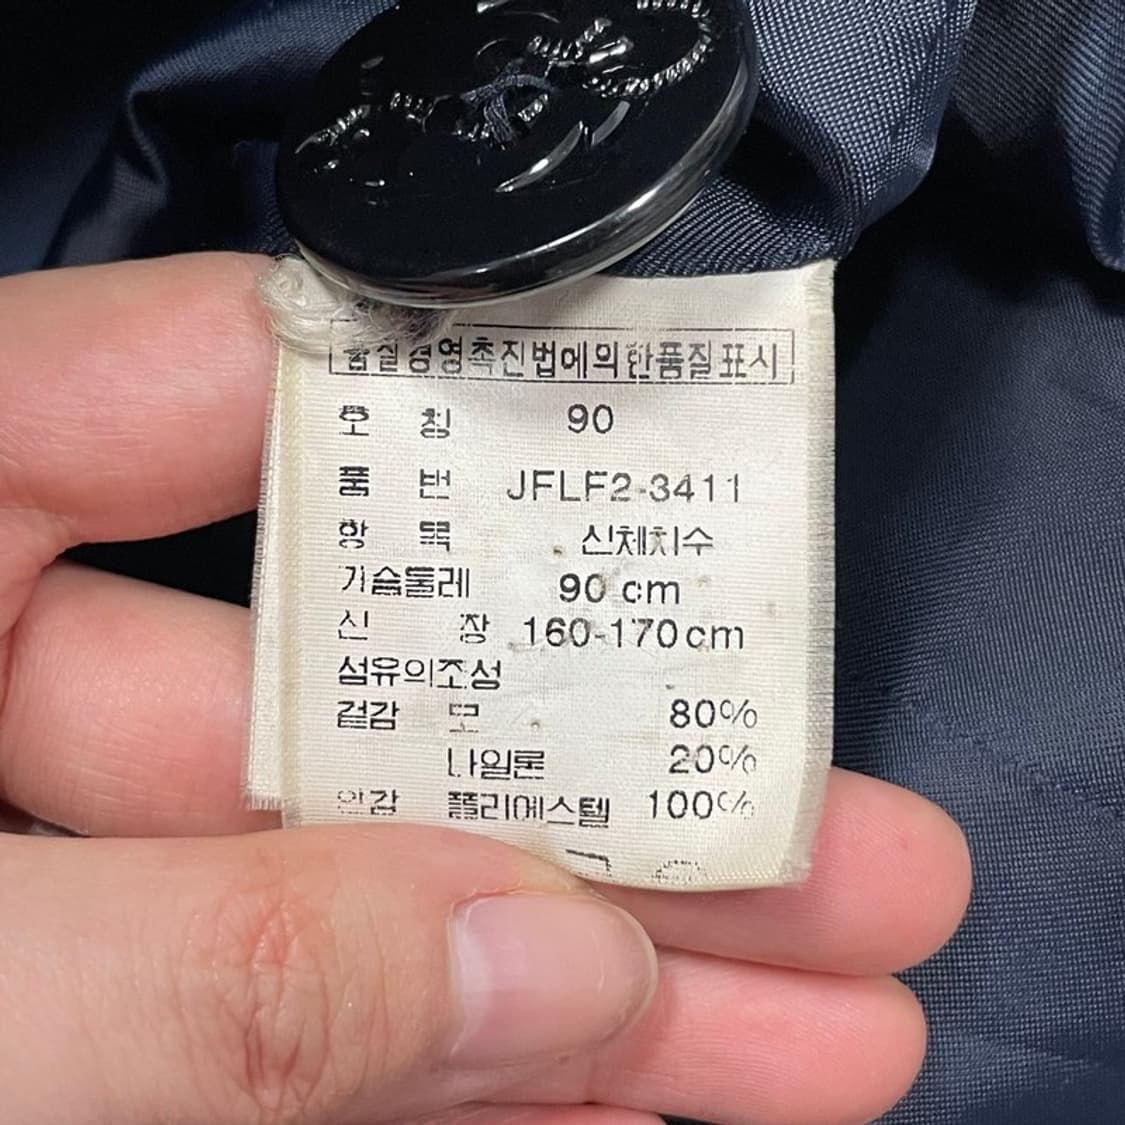 품질경영촉진법에의한품질표시
호 칭 90
품 번 JFLF2-3411
항 목 신체치수
가슴둘레 90 cm
신 장 160-170cm
섬유의조성
겉감 모 80%
나일론 20%
안감 폴리에스텔 100%